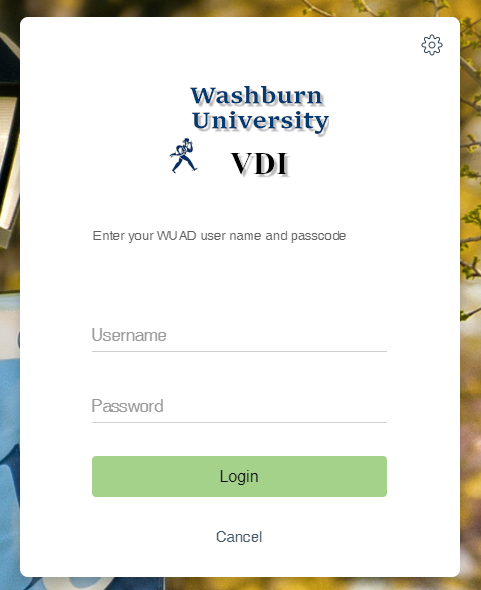 Washburn
University
VDI
Enter your WUAD user name and passcode
Username
Password
Login
Cancel